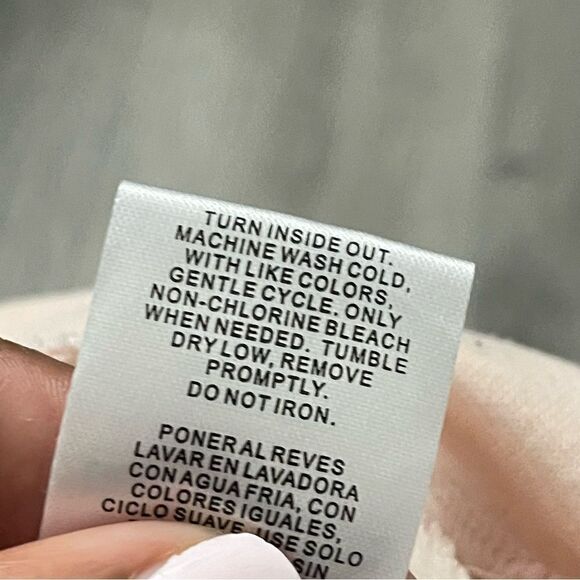 TURN INSIDE OUT.
MACHINE WASH COLD,
WITH LIKE COLORS,
GENTLE CYCLE. ONLY
NON-CHLORINE BLEACH
WHEN NEEDED. TUMBLE
DRY LOW, REMOVE
PROMPTLY.
DO NOT IRON.
PONER AL REVES
LAVAR EN LAVADORA
CON AGUA FRIA, CON
COLORES IGUALES,
CICLO SUAVE. USE SOLO
SIN